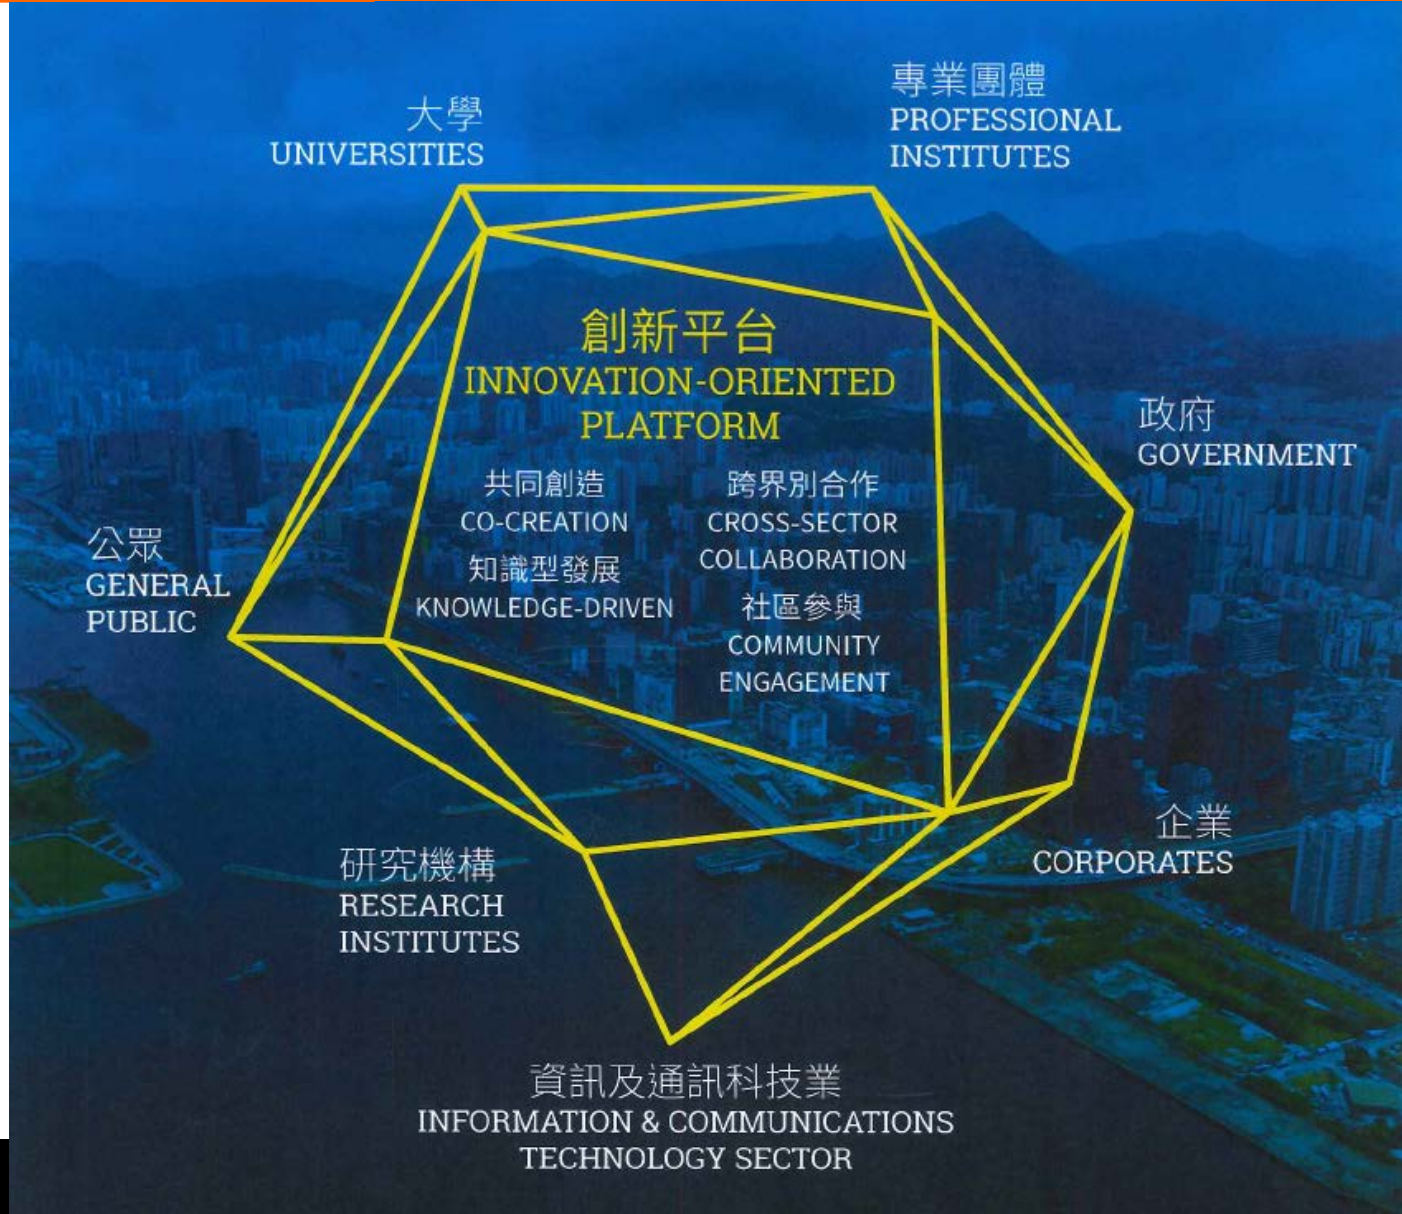 大學
UNIVERSITIES
專業團體
PROFESSIONAL
INSTITUTES
創新平台
INNOVATION-ORIENTED
PLATFORM
共同創造
CO-CREATION
知識型發展
KNOWLEDGE-DRIVEN
跨界別合作
CROSS-SECTOR
COLLABORATION
社區參與
COMMUNITY
ENGAGEMENT
政府
GOVERNMENT
公眾
GENERAL
PUBLIC
企業
CORPORATES
研究機構
RESEARCH
INSTITUTES
資訊及通訊科技業
INFORMATION & COMMUNICATIONS
TECHNOLOGY SECTOR